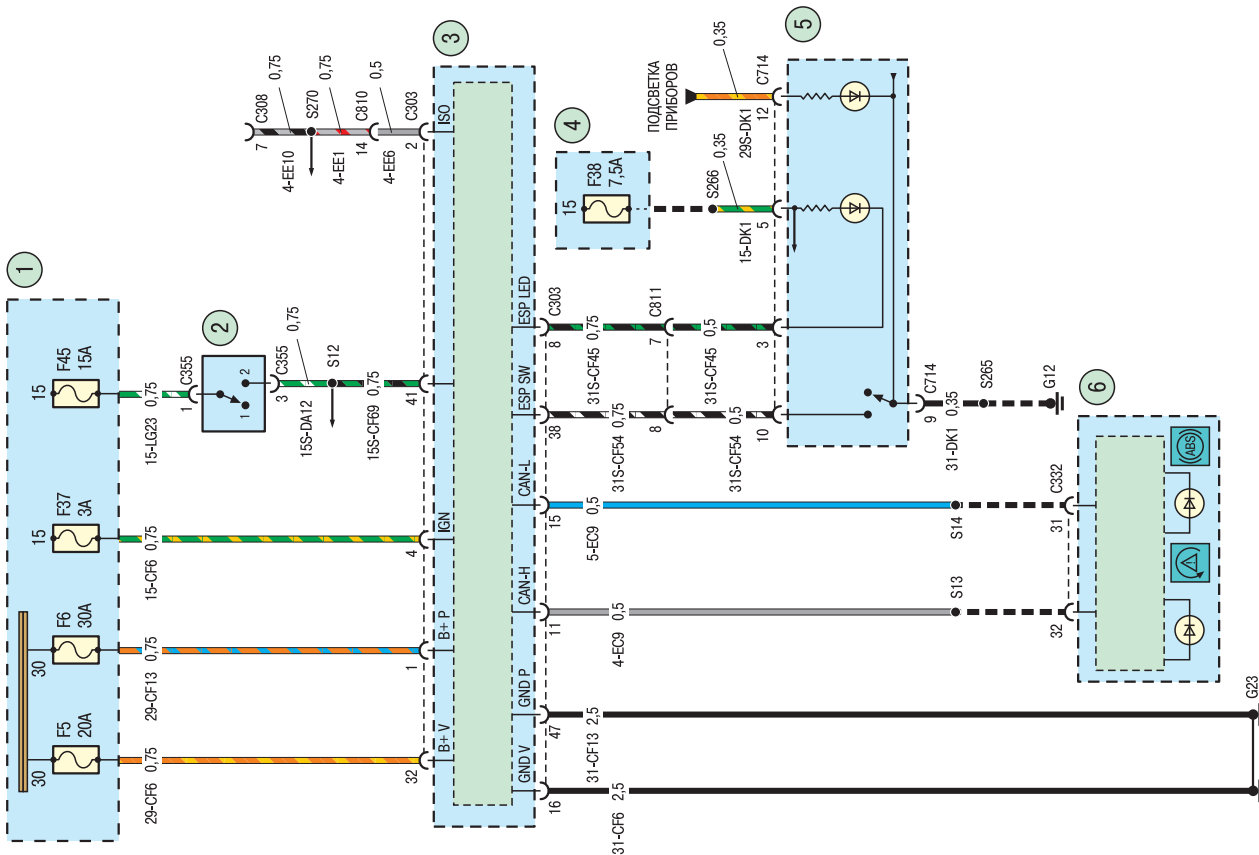 1
30
F5
20A
30
F6
30A
15
F37
3A
15
F45
15A
29-CF6 0,75
29-CF13 0,75
15-CF6 0,75
15-LG23 0,75
1
C355
2
1
2
3
C355
0,75
15S-DA12
S12
15S-CF69 0,75
7
C308
0,75
4-EE10
S270
0,75
4-EE1
14
C810
0,5
4-EE6
2
C303
3
32
B+ V
1
B+ P
4
IGN
41
ISO
GND V
GND P
CAN-H
CAN-L
ESP SW
ESP LED
16
47
11
15
38
8
C303
31-CF6 2,5
31-CF13 2,5
4-EC9 0,5
5-EC9 0,5
31S-CF54 0,75
31S-CF45 0,75
8
7
C811
31S-CF54 0,5
31S-CF45 0,5
10
3
4
15
F38
7,5A
S266
0,35
15-DK1
5
ПОДСВЕТКА
ПРИБОРОВ
0,35
29S-DK1
12
C714
5
9
C714
31-DK1 0,35
S265
G12
S13
S14
32
31
C332
6
ABS
G23